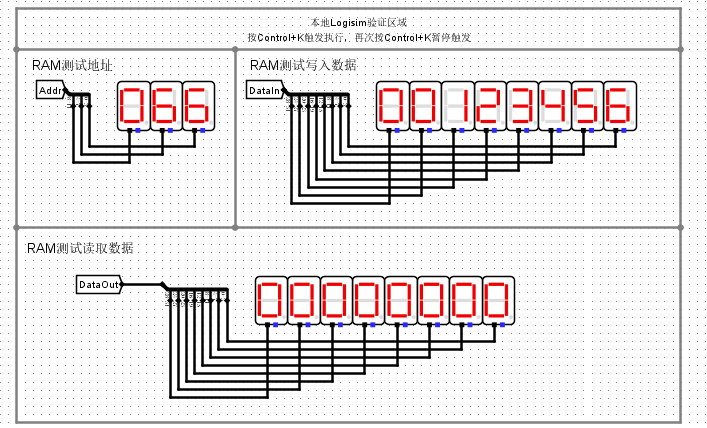 本地Logisim验证区域
按Control+K触发执行，再次按Control+K暂停触发
RAM测试地址
Addr
066
RAM测试写入数据
DataIn
00123456
RAM测试读取数据
DataOut
00000000